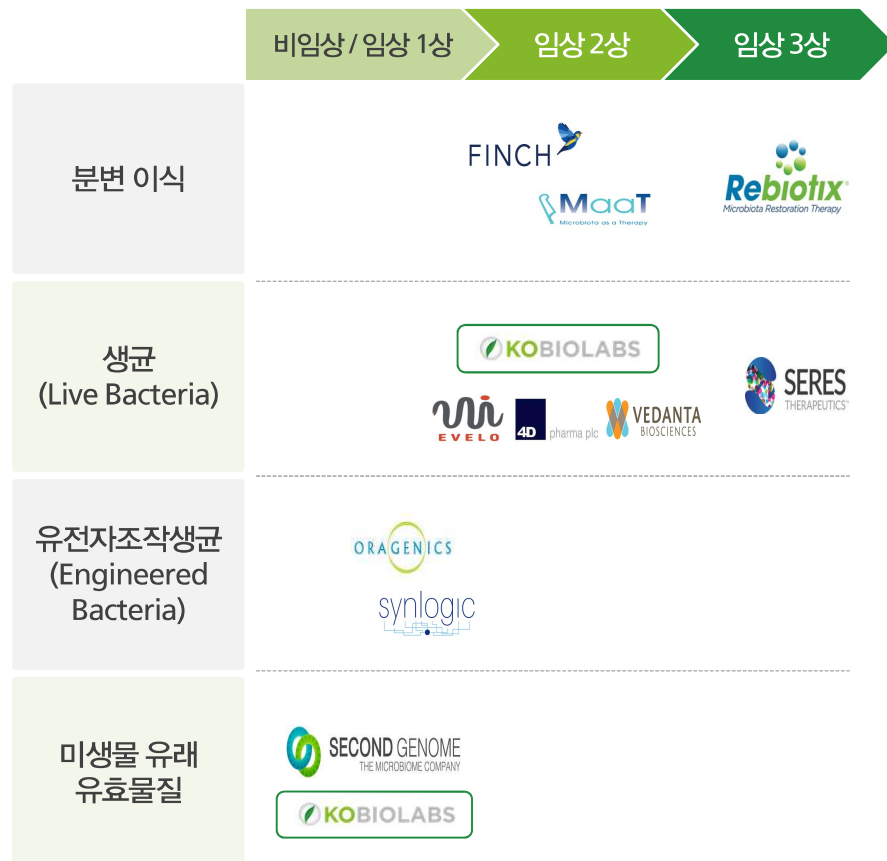 비임상 / 임상 1상
임상 2상
임상 3상
분변 이식
FINCH
MaaT
Microbiota as a Therapy
Rebiotix®
Microbiota Restoration Therapy
생균
(Live Bacteria)
KOBIOLABS
EVELO
4D pharma plc
VEDANTA
BIOSCIENCES
SERES
THERAPEUTICS™
유전자조작생균
(Engineered
Bacteria)
ORAGENICS
synlogic
미생물 유래
유효물질
SECOND GENOME
THE MICROBIOME COMPANY
KOBIOLABS